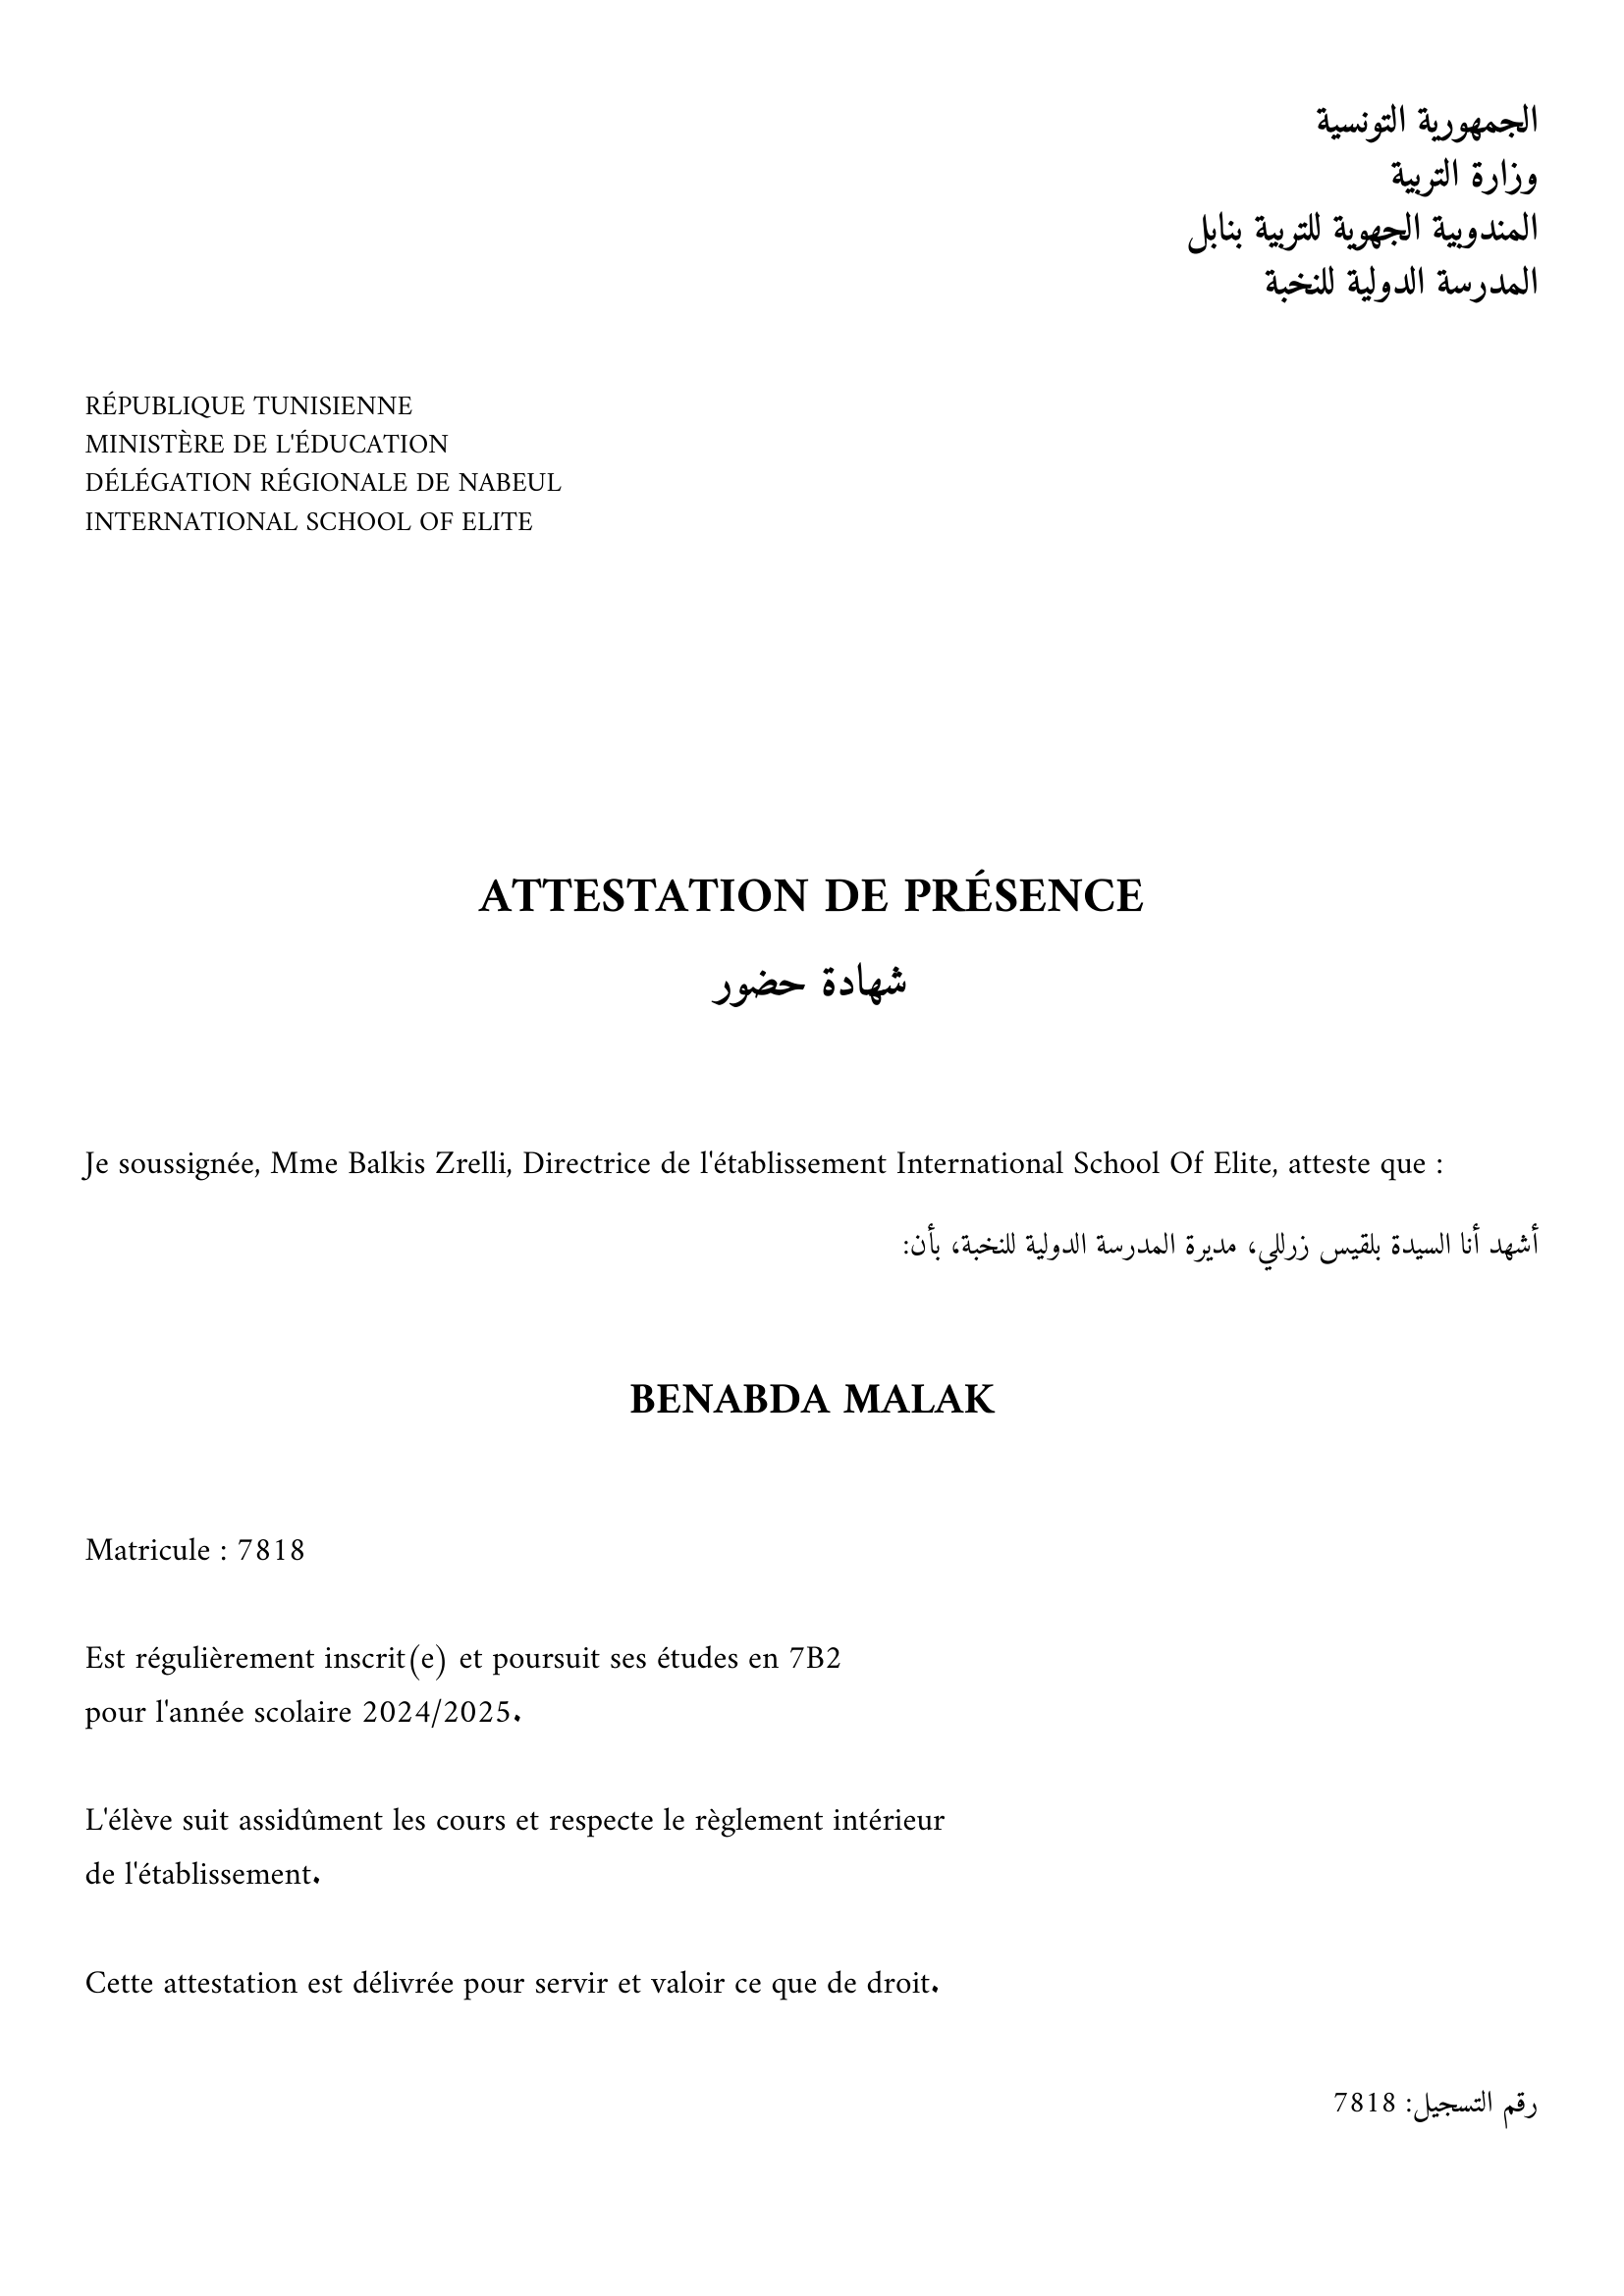 الجمهورية التونسية
وزارة التربية
المندوبية الجهوية للتربية بنابل
المدرسة الدولية للنخبة
RÉPUBLIQUE TUNISIENNE
MINISTÈRE DE L'ÉDUCATION
DÉLÉGATION RÉGIONALE DE NABEUL
INTERNATIONAL SCHOOL OF ELITE
ATTESTATION DE PRÉSENCE
شهادة حضور
Je soussignée, Mme Balkis Zrelli, Directrice de l'établissement International School Of Elite, atteste que :
أشهد أنا السيدة بلقيس زرللي، مديرة المدرسة الدولية للنخبة، بأن:
BENABDA MALAK
Matricule : 7818
Est régulièrement inscrit(e) et poursuit ses études en 7B2
pour l'année scolaire 2024/2025.
L'élève suit assidûment les cours et respecte le règlement intérieur
de l'établissement.
Cette attestation est délivrée pour servir et valoir ce que de droit.
رقم التسجيل: 7818